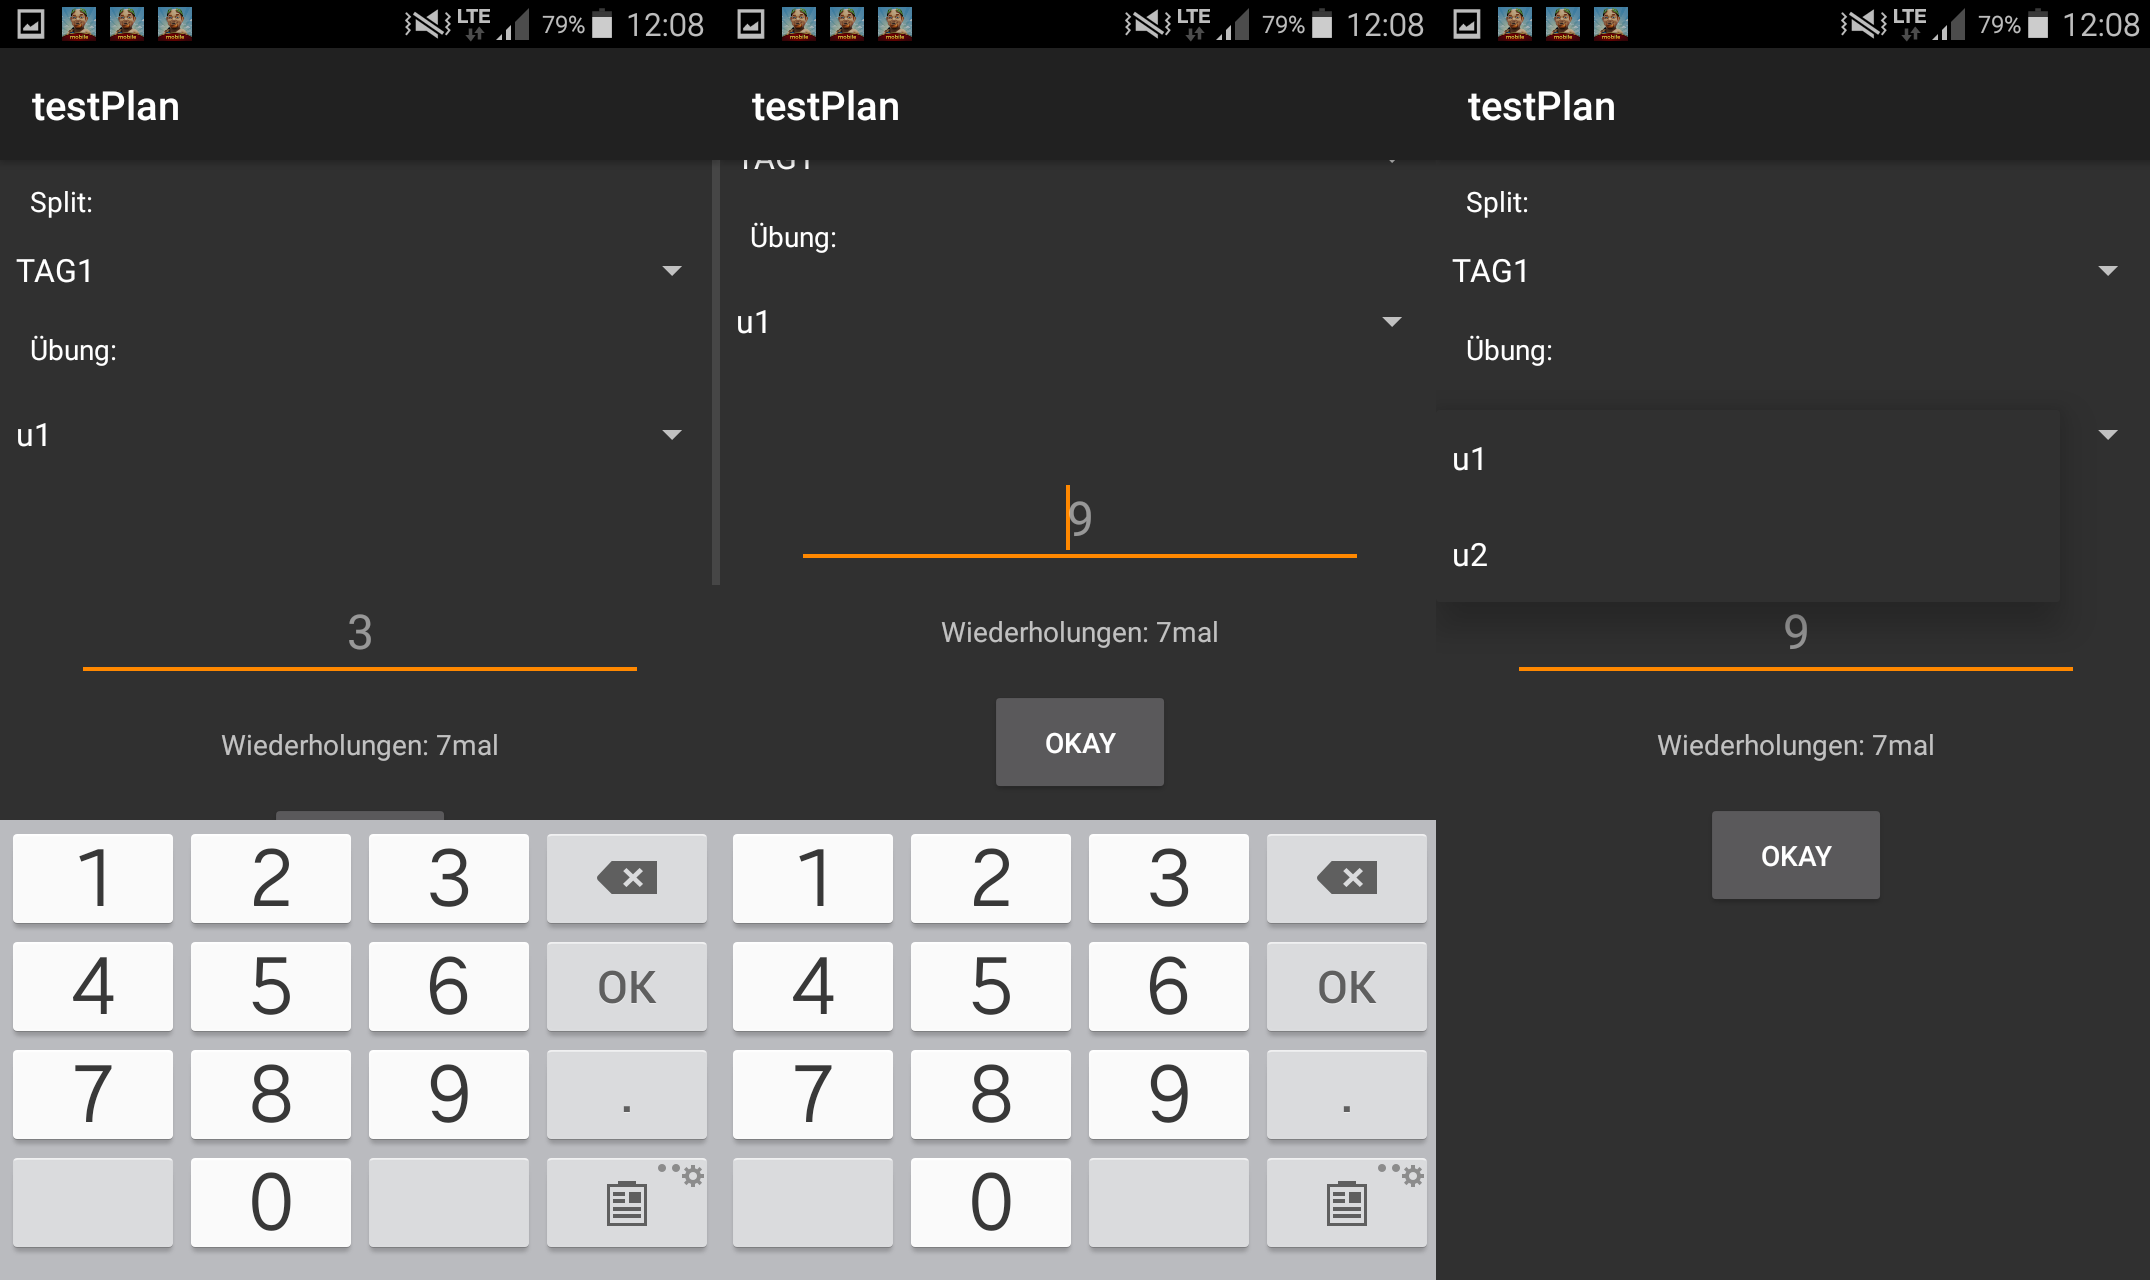 LTE 79% 12:08
testPlan
Split:
TAG1
Übung:
u1
3
Wiederholungen: 7mal
1 2 3
4 5 6 OK
7 8 9 .
0
LTE 79% 12:08
testPlan
TAG1
Übung:
u1
9
Wiederholungen: 7mal
OKAY
1 2 3
4 5 6 OK
7 8 9 .
0
LTE 79% 12:08
testPlan
Split:
TAG1
Übung:
u1
u2
9
Wiederholungen: 7mal
OKAY